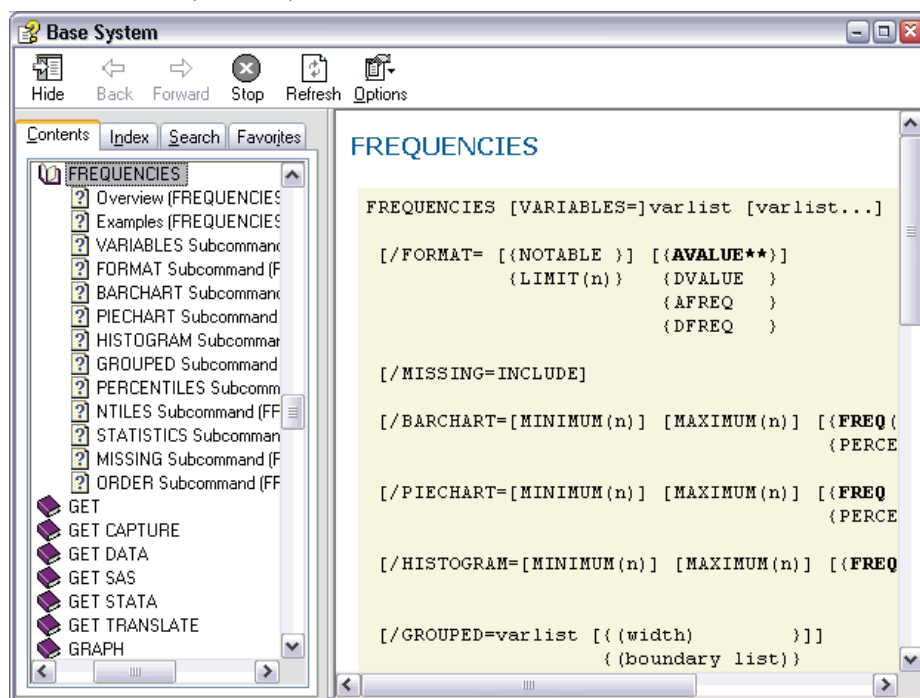 Base System
Hide Back Forward Stop Refresh Options
Contents Index Search Favorites
FREQUENCIES
Overview (FREQUENCIES
Examples (FREQUENCIES
VARIABLES Subcommand
FORMAT Subcommand (F
BARCHART Subcommand
PIECHART Subcommand
HISTOGRAM Subcommar
GROUPED Subcommand
PERCENTILES Subcomm
NTILES Subcommand (FF
STATISTICS Subcomman
MISSING Subcommand (F
ORDER Subcommand (FF
GET
GET CAPTURE
GET DATA
GET SAS
GET STATA
GET TRANSLATE
GRAPH
FREQUENCIES
FREQUENCIES [VARIABLES=]varlist [varlist...]
[/FORMAT= [{NOTABLE }] [{AVALUE**}]
{LIMIT(n)} {DVALUE }
{AFREQ }
{DFREQ }
[/MISSING=INCLUDE]
[/BARCHART=[MINIMUM(n)] [MAXIMUM(n)] [{FREQ(
{PERCE
[/PIECHART=[MINIMUM(n)] [MAXIMUM(n)] [{FREQ
{PERCE
[/HISTOGRAM=[MINIMUM(n)] [MAXIMUM(n)] [{FREQ
[/GROUPED=varlist [{(width) }]]
{(boundary list)}